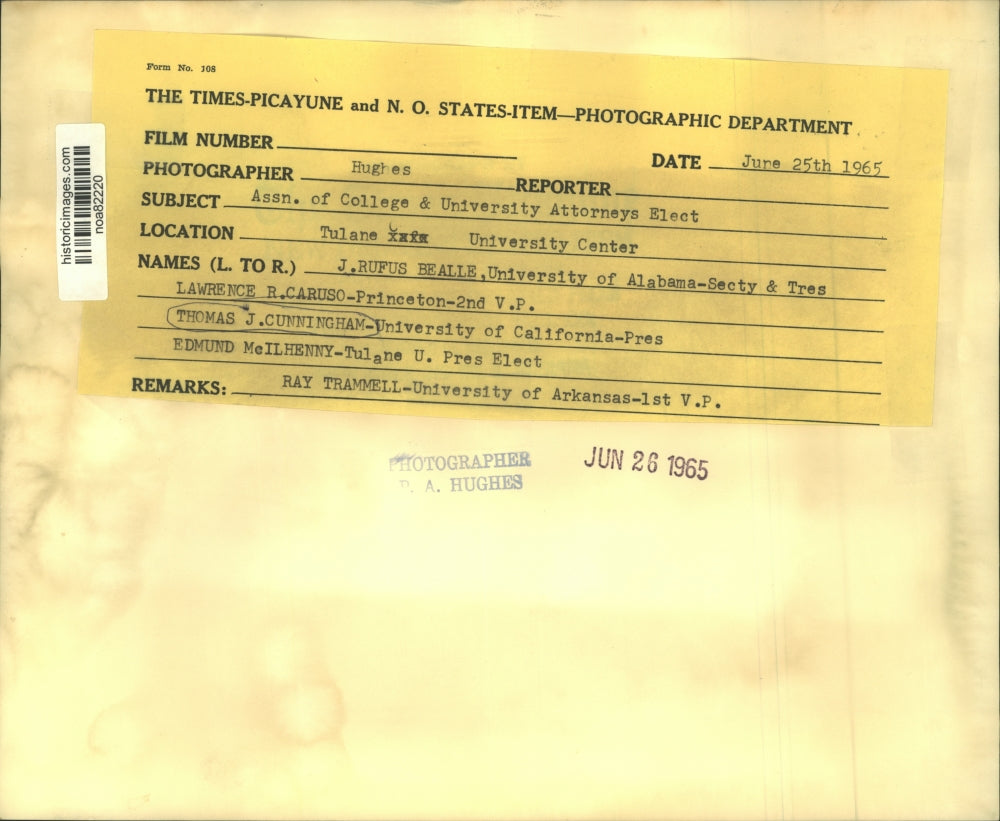 Form No. 108
THE TIMES-PICAYUNE and N. O. STATES-ITEM—PHOTOGRAPHIC DEPARTMENT
FILM NUMBER
DATE June 25th 1965
PHOTOGRAPHER Hughes REPORTER
SUBJECT Assn. of College & University Attorneys Elect
LOCATION Tulane University Center
NAMES (L. TO R.) J.RUFUS BEALLE,University of Alabama-Secty & Tres
LAWRENCE R.CARUSO-Princeton-2nd V.P.
THOMAS J.CUNNINGHAM-University of California-Pres
EDMUND McILHENNY-Tulane U. Pres Elect
REMARKS: RAY TRAMMELL-University of Arkansas-1st V.P.
historicimages.com
noa82220
PHOTOGRAPHER
A. HUGHES
JUN 26 1965